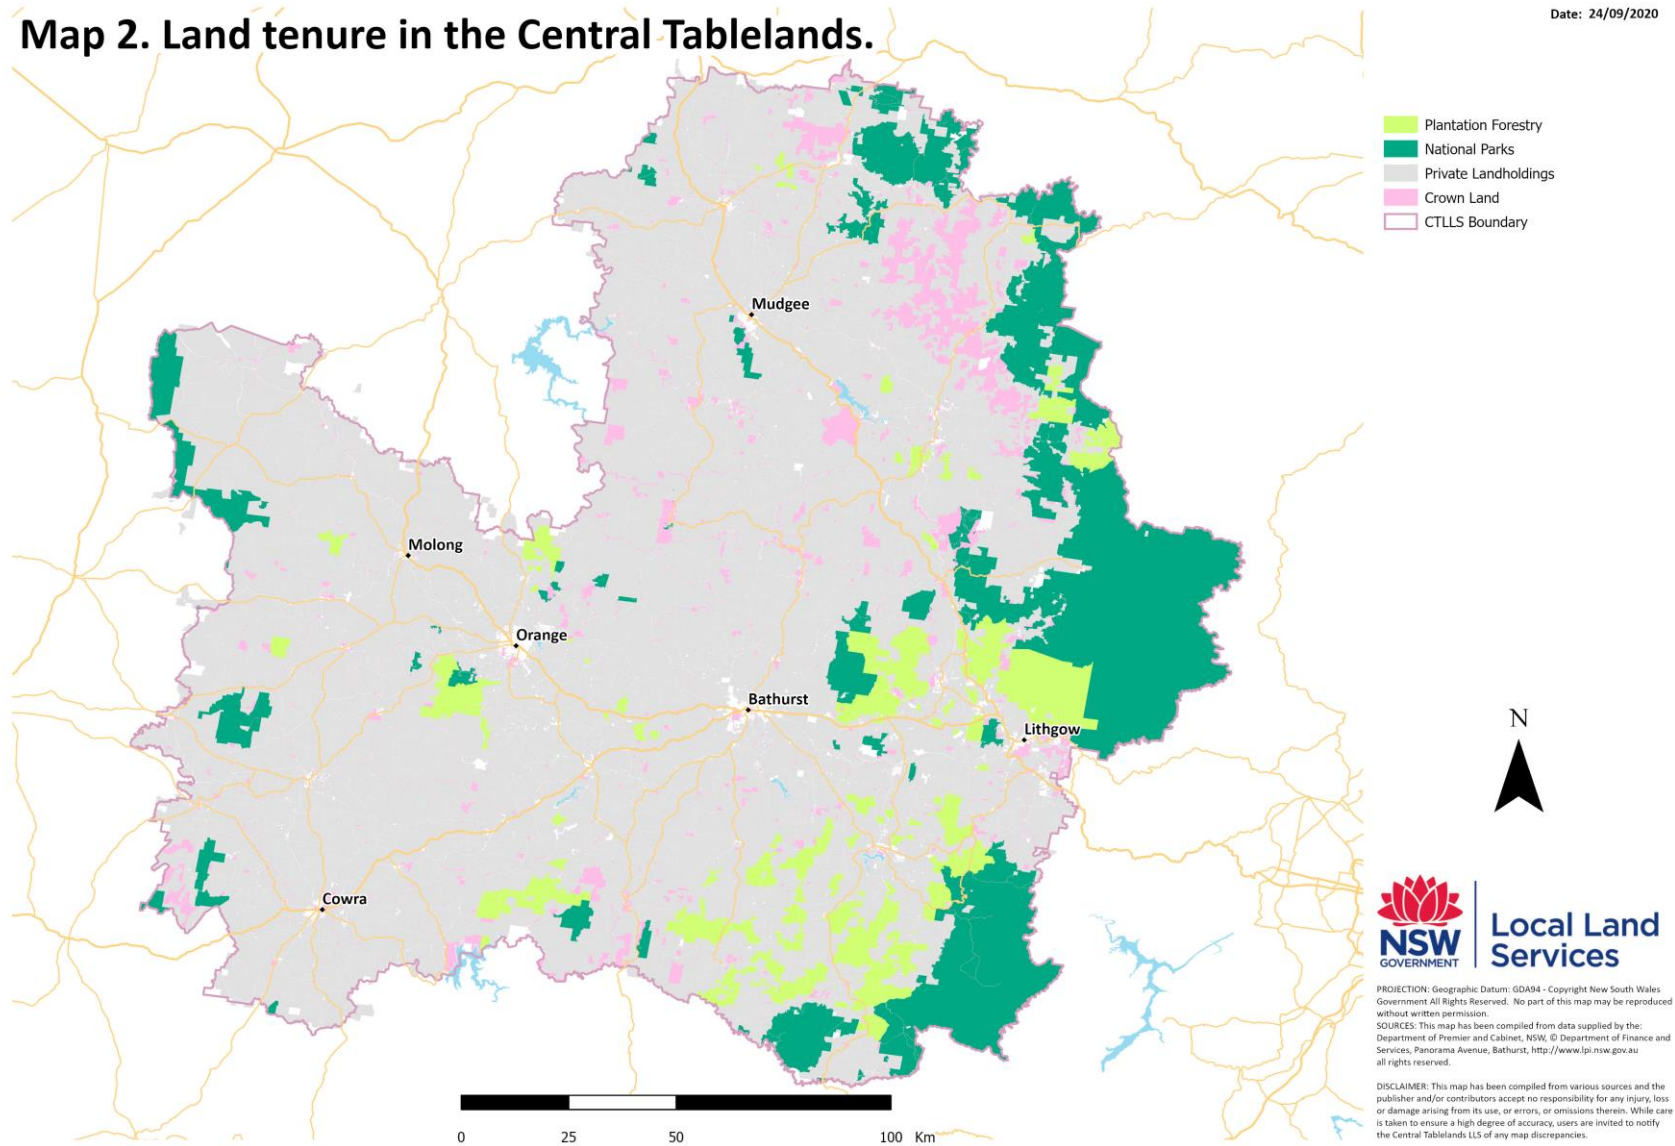 Map 2. Land tenure in the Central Tablelands.
Date: 24/09/2020
Plantation Forestry
National Parks
Private Landholdings
Crown Land
CTLLS Boundary
Mudgee
Molong
Orange
Bathurst
Lithgow
Cowra
N
NSW
GOVERNMENT
Local Land
Services
PROJECTION: Geographic Datum: GDA94 - Copyright New South Wales
Government All Rights Reserved. No part of this map may be reproduced
without written permission.
SOURCES: This map has been compiled from data supplied by the:
Department of Premier and Cabinet, NSW, © Department of Finance and
Services, Panorama Avenue, Bathurst, http://www.lpi.nsw.gov.au
all rights reserved.
DISCLAIMER: This map has been compiled from various sources and the
publisher and/or contributors accept no responsibility for any injury, loss
or damage arising from its use, or errors, or omissions therein. While care
is taken to ensure a high degree of accuracy, users are invited to notify
the Central Tablelands LLS of any map discrepancies.
0 25 50 100 Km